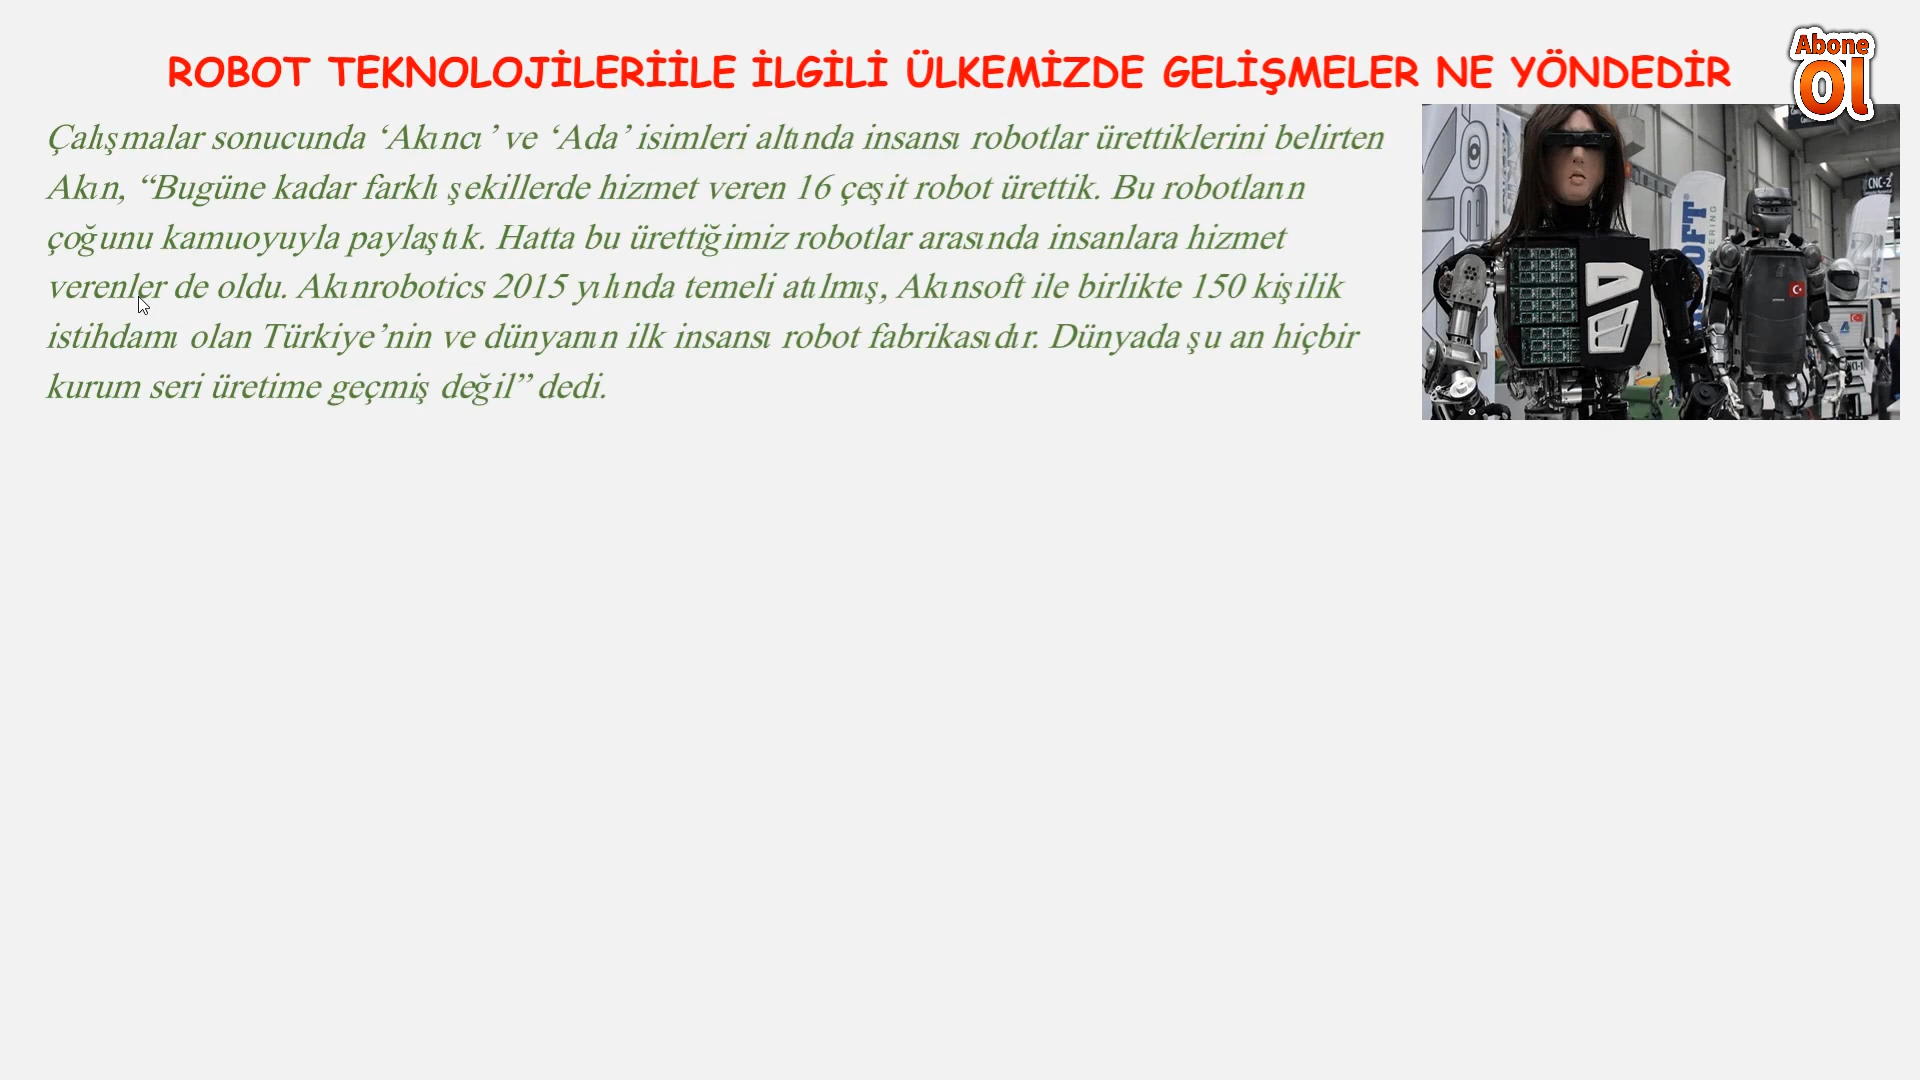 ROBOT TEKNOLOJİLERİİLE İLGİLİ ÜLKEMİZDE GELİŞMELER NE YÖNDEDİR
Abone
Ol
Çalışmalar sonucunda ‘Akıncı’ ve ‘Ada’ isimleri altında insansı robotlar ürettiklerini belirten
Akın, “Bugüne kadar farklı şekillerde hizmet veren 16 çeşit robot ürettik. Bu robotların
çoğunu kamuoyuyla paylaştık. Hatta bu ürettiğimiz robotlar arasında insanlara hizmet
verenler de oldu. Akınrobotics 2015 yılında temeli atılmış, Akınsoft ile birlikte 150 kişilik
istihdamı olan Türkiye’nin ve dünyanın ilk insansı robot fabrikasıdır. Dünyada şu an hiçbir
kurum seri üretime geçmiş değil” dedi.
CNC-2